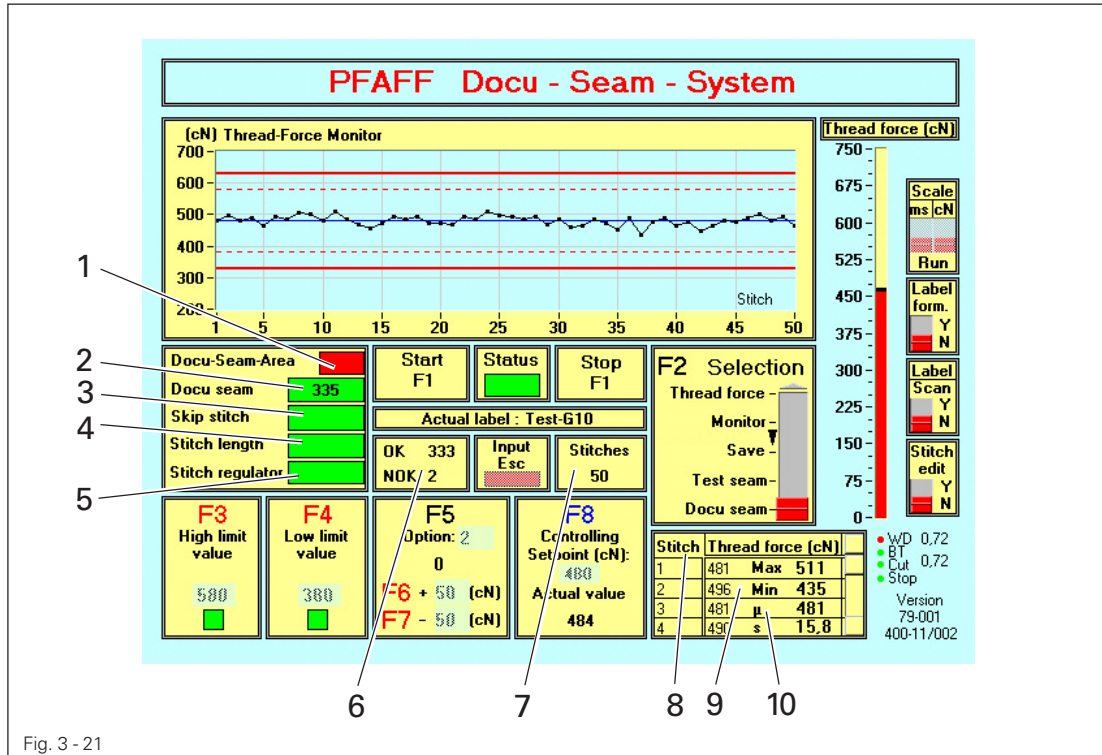 PFAFF Docu - Seam - System
(cN) Thread-Force Monitor
700
600
500
400
300
200
Stitch
1 5 10 15 20 25 30 35 40 45 50
Thread force (cN)
750
675
600
525
450
375
300
225
150
75
0
Scale
ms cN
Run
Label
form.
Y
N
Label
Scan
Y
N
Stitch
edit
Y
N
1
2
3
4
5
Docu-Seam-Area
Docu seam 335
Skip stitch
Stitch length
Stitch regulator
Start
F1
Status
Stop
F1
Actual label : Test-G10
OK 333
NOK 2
Input
Esc
Stitches
50
F2 Selection
Thread force
Monitor
Save
Test seam
Docu seam
F3
High limit
value
580
F4
Low limit
value
380
F5
Option: 2
0
F6 + 50 (cN)
F7 - 50 (cN)
F8
Controlling
Setpoint (cN):
480
Actual value
484
Stitch Thread force (cN)
1 481 Max 511
2 496 Min 435
3 481 µ 481
4 490 s 15,8
WD 0,72
BT
Cut 0,72
Stop
Version
79-001
400-11/002
6
7
8
9
10
Fig. 3 - 21